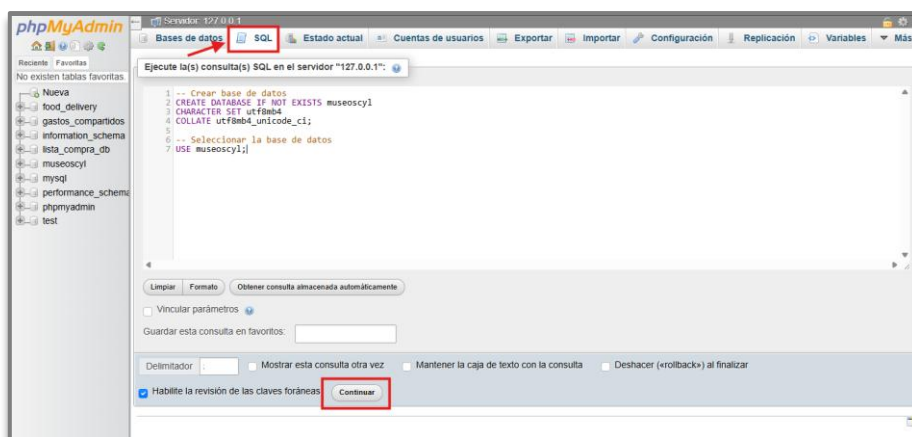 phpMyAdmin
Reciente Favoritas
No existen tablas favoritas.
Nueva
food_delivery
gastos_compartidos
information_schema
lista_compra_db
museoscyl
mysql
performance_schema
phpmyadmin
test
Servidor: 127.0.0.1
Bases de datos SQL Estado actual Cuentas de usuarios Exportar Importar Configuración Replicación Variables Más
Ejecute la(s) consulta(s) SQL en el servidor "127.0.0.1":
1 -- Crear base de datos
2 CREATE DATABASE IF NOT EXISTS museoscyl
3 CHARACTER SET utf8mb4
4 COLLATE utf8mb4_unicode_ci;
5
6 -- Seleccionar la base de datos
7 USE museoscyl;
Limpiar Formato Obtener consulta almacenada automáticamente
Vincular parámetros
Guardar esta consulta en favoritos:
Delimitador ; Mostrar esta consulta otra vez Mantener la caja de texto con la consulta Deshacer («rollback») al finalizar
Habilite la revisión de las claves foráneas Continuar